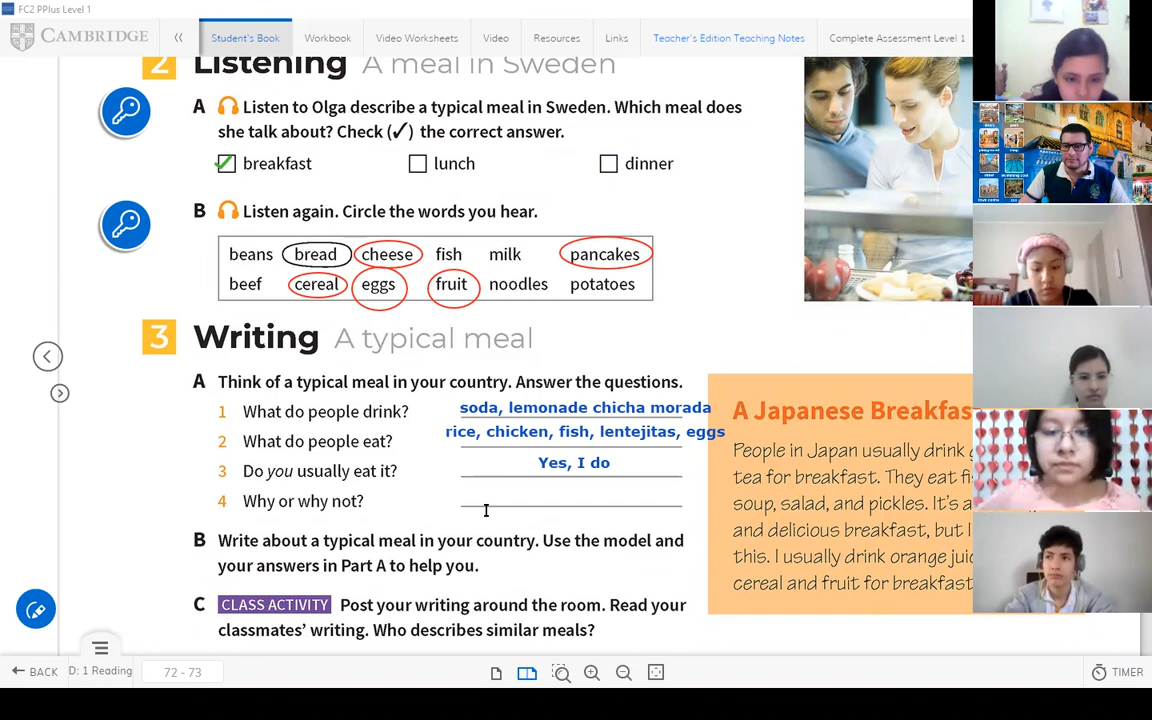 FC2 PPlus Level 1
CAMBRIDGE
Student's Book
Workbook
Video Worksheets
Video
Resources
Links
Teacher's Edition Teaching Notes
Complete Assessment Level 1
2 Listening A meal in Sweden
A Listen to Olga describe a typical meal in Sweden. Which meal does
she talk about? Check (✓) the correct answer.
breakfast lunch dinner
B Listen again. Circle the words you hear.
beans bread cheese fish milk pancakes
beef cereal eggs fruit noodles potatoes
3 Writing A typical meal
A Think of a typical meal in your country. Answer the questions.
1 What do people drink? soda, lemonade chicha morada
2 What do people eat? rice, chicken, fish, lentejitas, eggs
3 Do you usually eat it? Yes, I do
4 Why or why not?
B Write about a typical meal in your country. Use the model and
your answers in Part A to help you.
C CLASS ACTIVITY Post your writing around the room. Read your
classmates' writing. Who describes similar meals?
A Japanese Breakfas
People in Japan usually drink
tea for breakfast. They eat fi
soup, salad, and pickles. It's a
and delicious breakfast, but I
this. I usually drink orange juic
cereal and fruit for breakfast
BACK
D: 1 Reading
72 - 73
TIMER